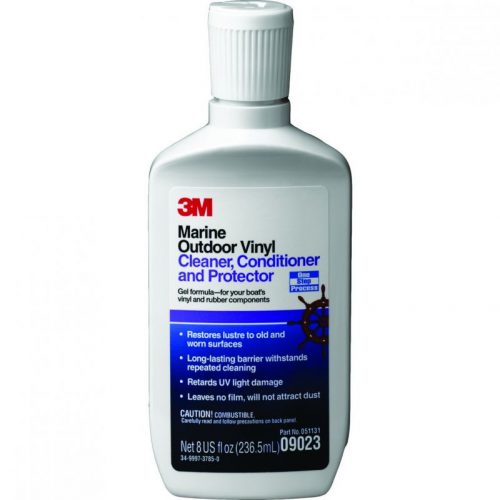 3M
Marine
Outdoor Vinyl
Cleaner, Conditioner
and Protector
One
Step
Process
Gel formula—for your boat's
vinyl and rubber components
• Restores lustre to old and
worn surfaces
• Long-lasting barrier withstands
repeated cleaning
• Retards UV light damage
• Leaves no film, will not attract dust
CAUTION! COMBUSTIBLE.
Carefully read and follow precautions on back panel.
Part No. 051131
Net 8 US fl oz (236.5mL) 09023
34-9997-3785-0